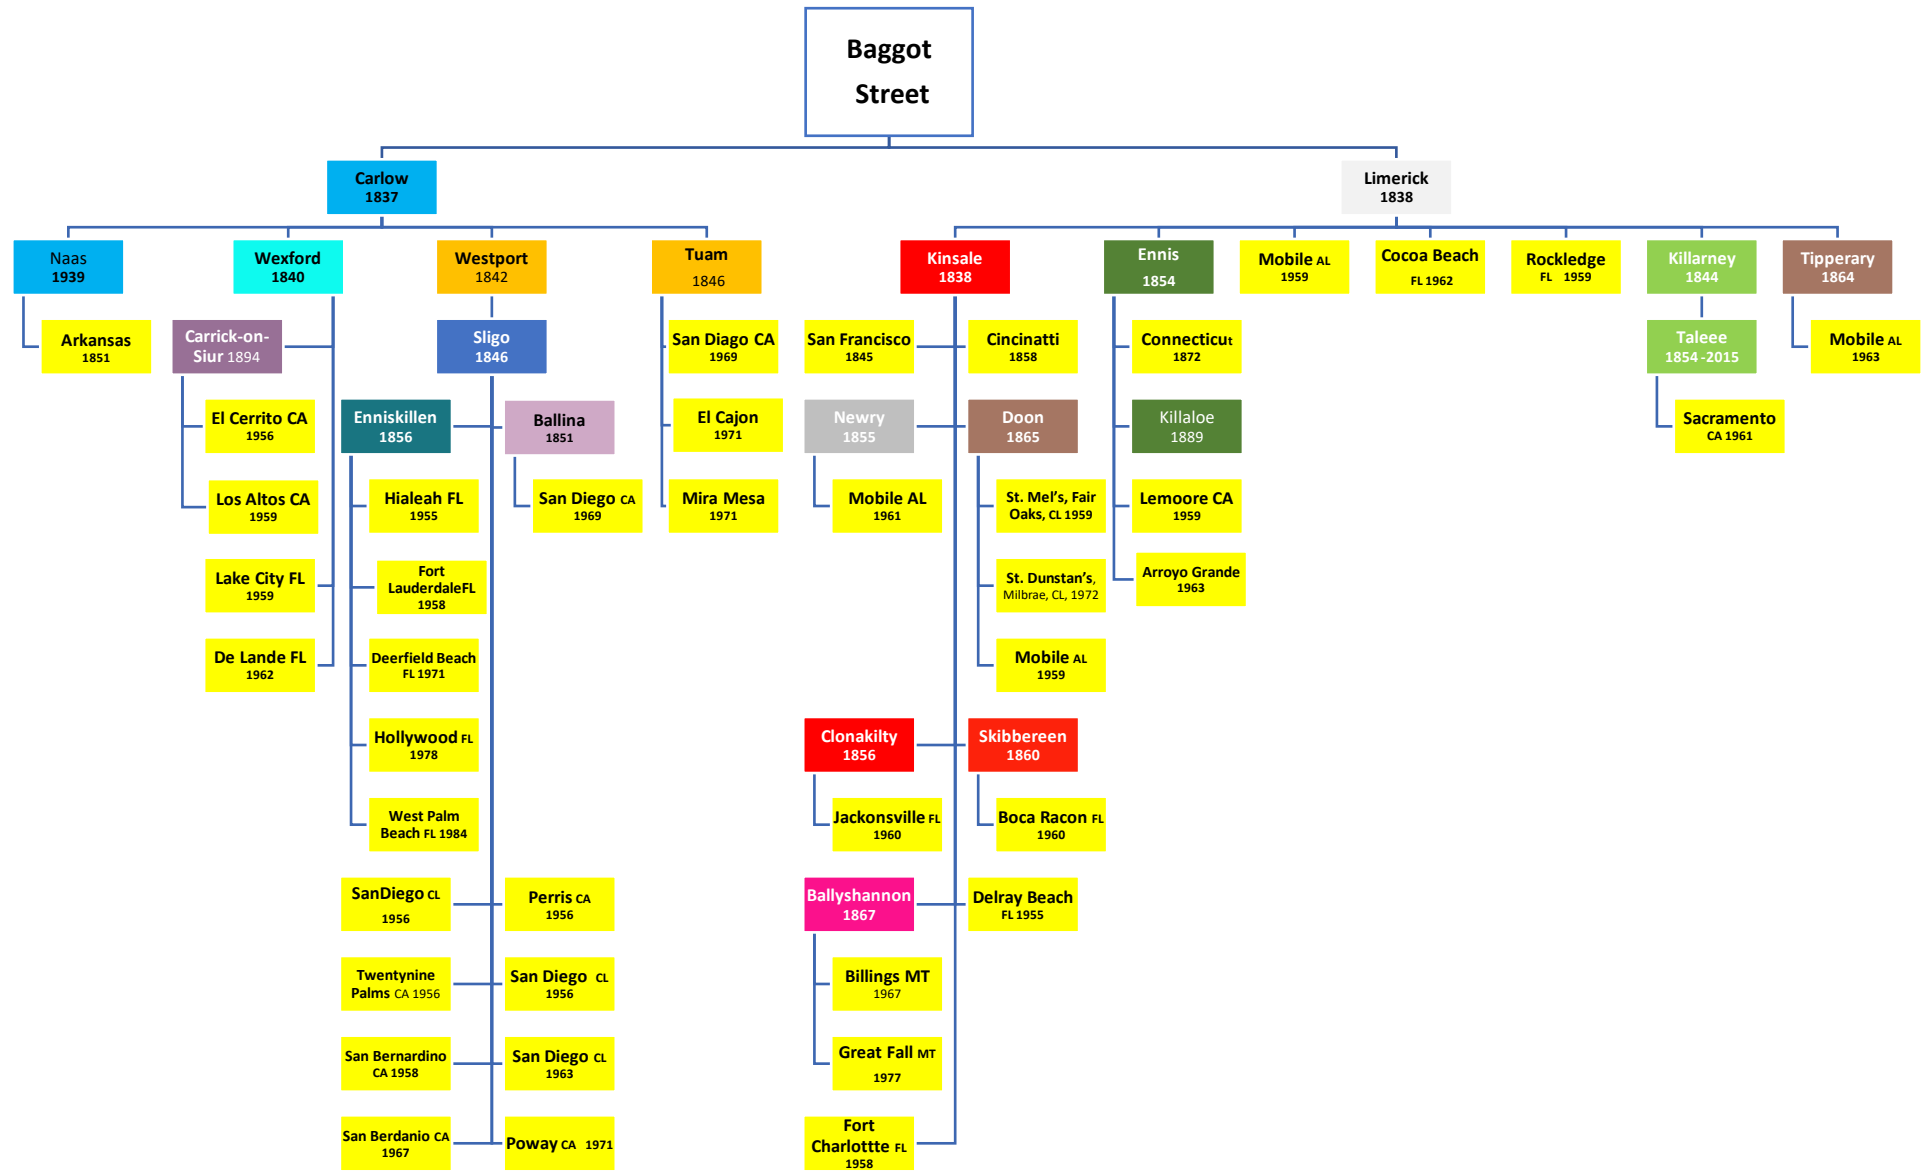 Baggot
Street
Carlow
1837
Limerick
1838
Naas
1939
Wexford
1840
Westport
1842
Tuam
1846
Kinsale
1838
Ennis
1854
Mobile AL
1959
Cocoa Beach
FL 1962
Rockledge
FL 1959
Killarney
1844
Tipperary
1864
Arkansas
1851
Carrick-on-
Siur 1894
Sligo
1846
San Diago CA
1969
San Francisco
1845
Cincinatti
1858
Connecticut
1872
Taleee
1854 -2015
Mobile AL
1963
El Cerrito CA
1956
Enniskillen
1856
Ballina
1851
El Cajon
1971
Newry
1855
Doon
1865
Killaloe
1889
Sacramento
CA 1961
Los Altos CA
1959
Hialeah FL
1955
San Diego CA
1969
Mira Mesa
1971
Mobile AL
1961
St. Mel's, Fair
Oaks, CL 1959
Lemoore CA
1959
Lake City FL
1959
Fort
LauderdaleFL
1958
St. Dunstan's,
Milbrae, CL, 1972
Arroyo Grande
1963
De Lande FL
1962
Deerfield Beach
FL 1971
Mobile AL
1959
Hollywood FL
1978
Clonakilty
1856
Skibbereen
1860
West Palm
Beach FL 1984
Jackonsville FL
1960
Boca Racon FL
1960
SanDiego CL
1956
Perris CA
1956
Ballyshannon
1867
Delray Beach
FL 1955
Twentynine
Palms CA 1956
San Diego CL
1956
Billings MT
1967
San Bernardino
CA 1958
San Diego CL
1963
Great Fall MT
1977
San Berdanio CA
1967
Poway CA 1971
Fort
Charlottte FL
1958